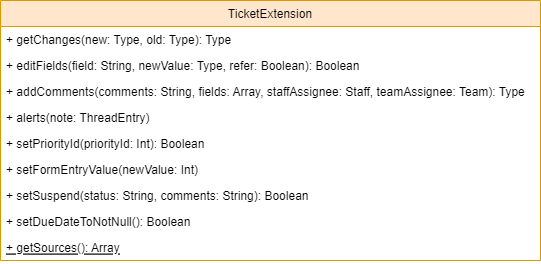 TicketExtension
+ getChanges(new: Type, old: Type): Type
+ editFields(field: String, newValue: Type, refer: Boolean): Boolean
+ addComments(comments: String, fields: Array, staffAssignee: Staff, teamAssignee: Team): Type
+ alerts(note: ThreadEntry)
+ setPriorityId(priorityId: Int): Boolean
+ setFormEntryValue(newValue: Int)
+ setSuspend(status: String, comments: String): Boolean
+ setDueDateToNotNull(): Boolean
+ getSources(): Array